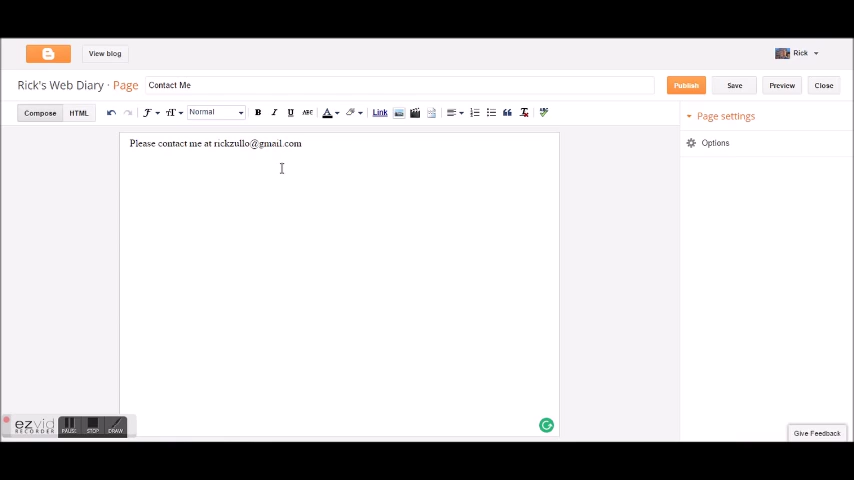 View blog
Rick
Rick's Web Diary · Page
Contact Me
Publish
Save
Preview
Close
Compose
HTML
Normal
B I U ABC
A
Link
Page settings
Please contact me at rickzullo@gmail.com
Options
ezvid
RECORDER
PAUSE
STOP
DRAW
Give Feedback